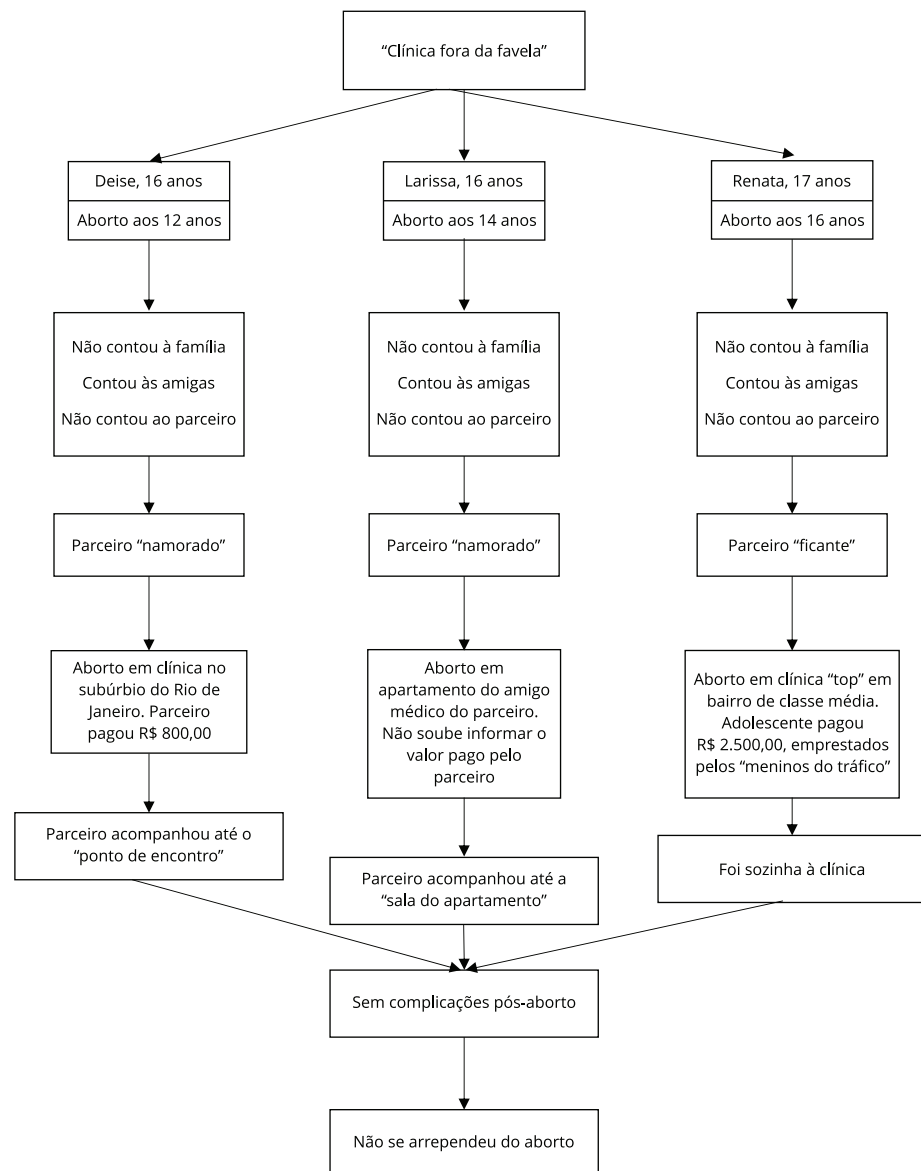 “Clínica fora da favela”
Deise, 16 anos
Aborto aos 12 anos
Larissa, 16 anos
Aborto aos 14 anos
Renata, 17 anos
Aborto aos 16 anos
Não contou à família
Contou às amigas
Não contou ao parceiro
Não contou à família
Contou às amigas
Não contou ao parceiro
Não contou à família
Contou às amigas
Não contou ao parceiro
Parceiro “namorado”
Parceiro “namorado”
Parceiro “ficante”
Aborto em clínica no
subúrbio do Rio de
Janeiro. Parceiro
pagou R$ 800,00
Aborto em
apartamento do amigo
médico do parceiro.
Não soube informar o
valor pago pelo
parceiro
Aborto em clínica “top” em
bairro de classe média.
Adolescente pagou
R$ 2.500,00, emprestados
pelos “meninos do tráfico”
Parceiro acompanhou até o
“ponto de encontro”
Parceiro acompanhou até a
“sala do apartamento”
Foi sozinha à clínica
Sem complicações pós-aborto
Não se arrependeu do aborto